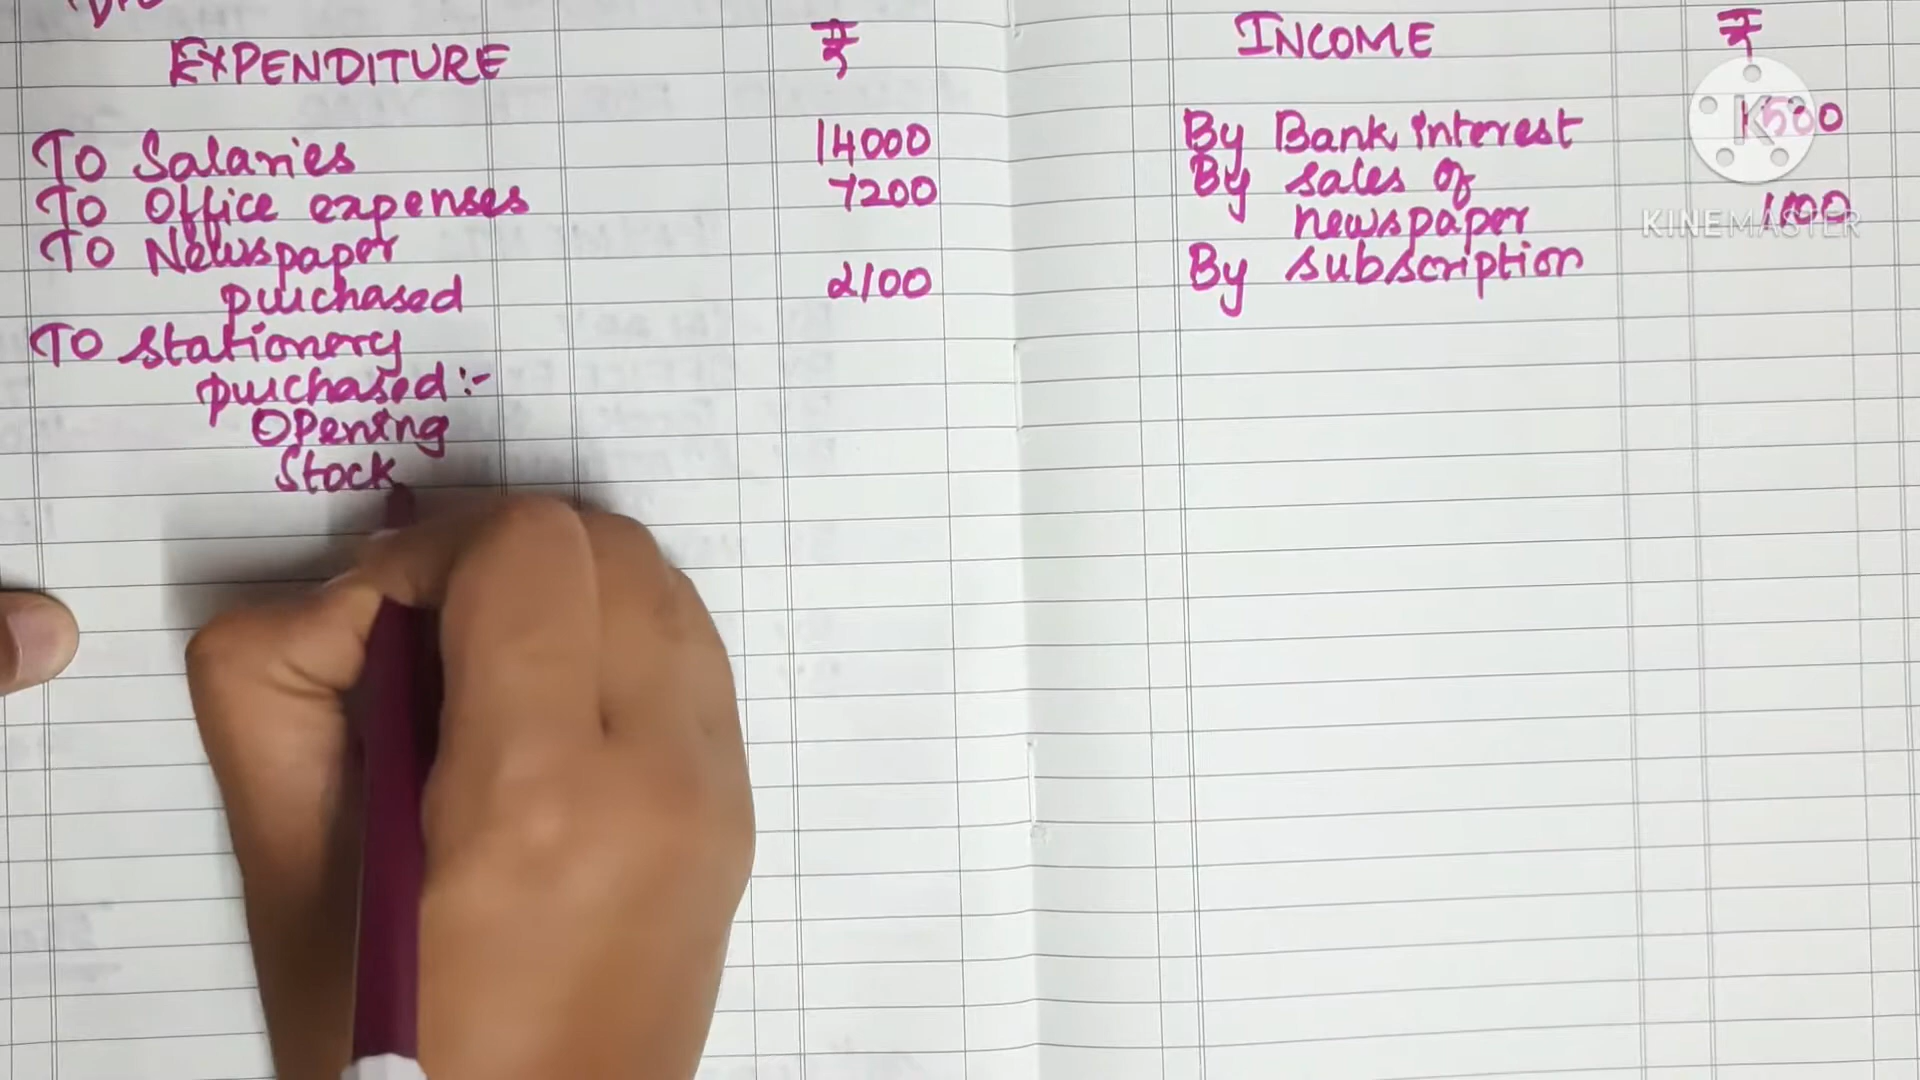 EXPENDITURE ₹
To Salaries 14000
To Office expenses 7200
To Newspaper
purchased 2100
To Stationery
purchased:-
Opening
Stock
INCOME ₹
By Bank interest 1500
By sales of
newspaper
By subscription
K
KINEMASTER